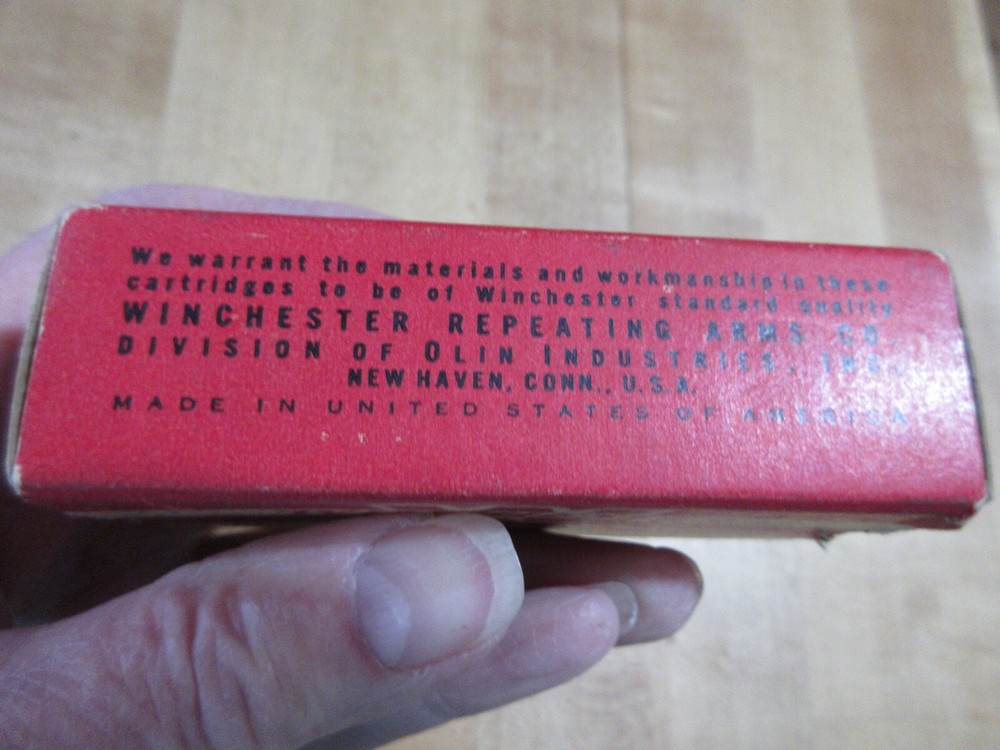 We warrant the materials and workmanship in these
cartridges to be of Winchester standard quality
WINCHESTER REPEATING ARMS CO.
DIVISION OF OLIN INDUSTRIES, INC.
NEW HAVEN, CONN., U.S.A.
MADE IN UNITED STATES OF AMERICA